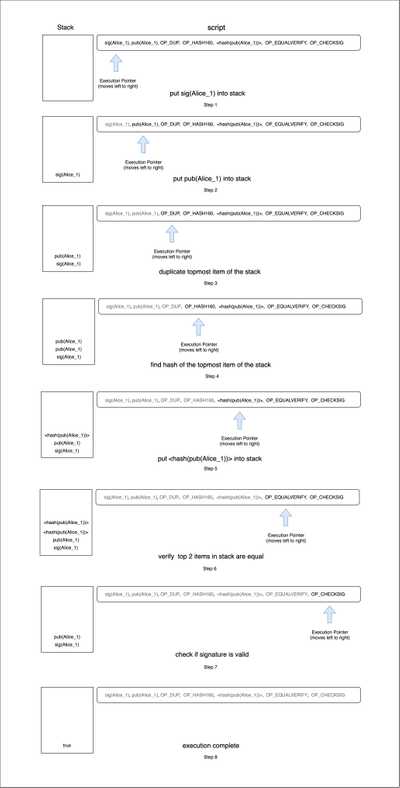 Stack script
sig(Alice_1), pub(Alice_1), OP_DUP, OP_HASH160, <hash(pub(Alice_1))>, OP_EQUALVERIFY, OP_CHECKSIG
Execution Pointer
(moves left to right)
put sig(Alice_1) into stack
Step 1
sig(Alice_1), pub(Alice_1), OP_DUP, OP_HASH160, <hash(pub(Alice_1))>, OP_EQUALVERIFY, OP_CHECKSIG
Execution Pointer
(moves left to right)
sig(Alice_1)
put pub(Alice_1) into stack
Step 2
sig(Alice_1), pub(Alice_1), OP_DUP, OP_HASH160, <hash(pub(Alice_1))>, OP_EQUALVERIFY, OP_CHECKSIG
Execution Pointer
(moves left to right)
pub(Alice_1)
sig(Alice_1)
duplicate topmost item of the stack
Step 3
sig(Alice_1), pub(Alice_1), OP_DUP, OP_HASH160, <hash(pub(Alice_1))>, OP_EQUALVERIFY, OP_CHECKSIG
Execution Pointer
(moves left to right)
pub(Alice_1)
pub(Alice_1)
sig(Alice_1)
find hash of the topmost item of the stack
Step 4
sig(Alice_1), pub(Alice_1), OP_DUP, OP_HASH160, <hash(pub(Alice_1))>, OP_EQUALVERIFY, OP_CHECKSIG
Execution Pointer
(moves left to right)
<hash(pub(Alice_1))>
pub(Alice_1)
sig(Alice_1)
put <hash(pub(Alice_1))> into stack
Step 5
sig(Alice_1), pub(Alice_1), OP_DUP, OP_HASH160, <hash(pub(Alice_1))>, OP_EQUALVERIFY, OP_CHECKSIG
Execution Pointer
(moves left to right)
<hash(pub(Alice_1))>
<hash(pub(Alice_1))>
pub(Alice_1)
sig(Alice_1)
verify top 2 items in stack are equal
Step 6
sig(Alice_1), pub(Alice_1), OP_DUP, OP_HASH160, <hash(pub(Alice_1))>, OP_EQUALVERIFY, OP_CHECKSIG
Execution Pointer
(moves left to right)
pub(Alice_1)
sig(Alice_1)
check if signature is valid
Step 7
sig(Alice_1), pub(Alice_1), OP_DUP, OP_HASH160, <hash(pub(Alice_1))>, OP_EQUALVERIFY, OP_CHECKSIG
true
execution complete
Step 8